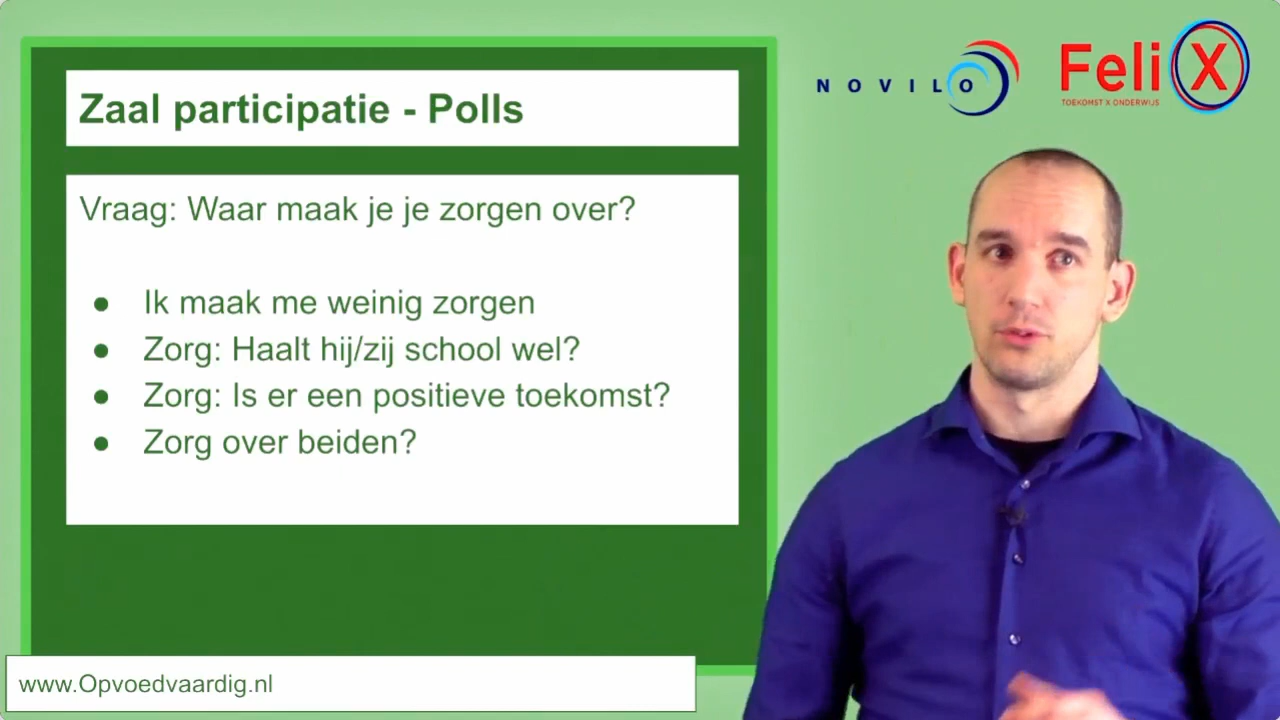 Zaal participatie - Polls
Vraag: Waar maak je je zorgen over?
● Ik maak me weinig zorgen
● Zorg: Haalt hij/zij school wel?
● Zorg: Is er een positieve toekomst?
● Zorg over beiden?
www.Opvoedvaardig.nl
NOVILO
FeliX
TOEKOMST X ONDERWIJS